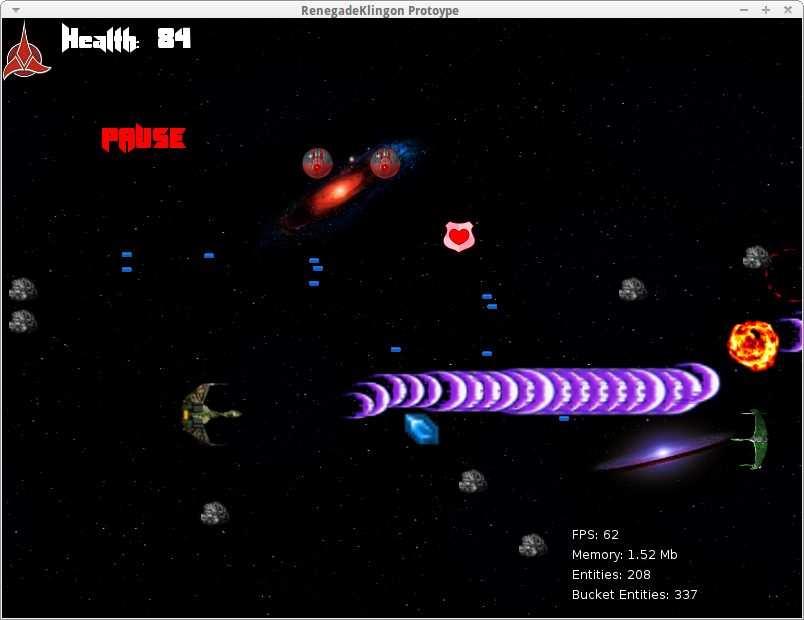 RenegadeKlingon Protoype
Health: 84
PAUSE
FPS: 62
Memory: 1.52 Mb
Entities: 208
Bucket Entities: 337